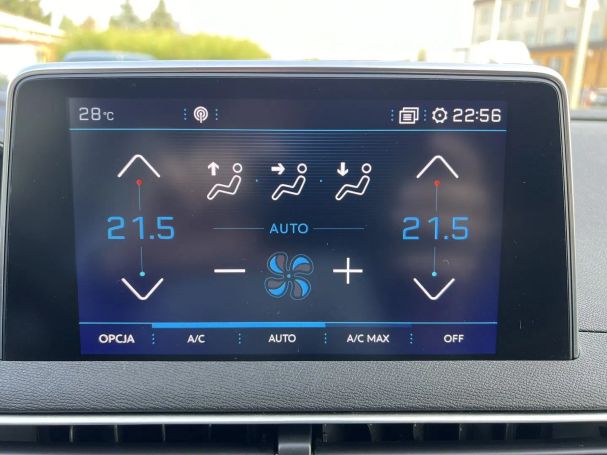 28 °C 22:56
21.5 AUTO 21.5
OPCJA A/C AUTO A/C MAX OFF